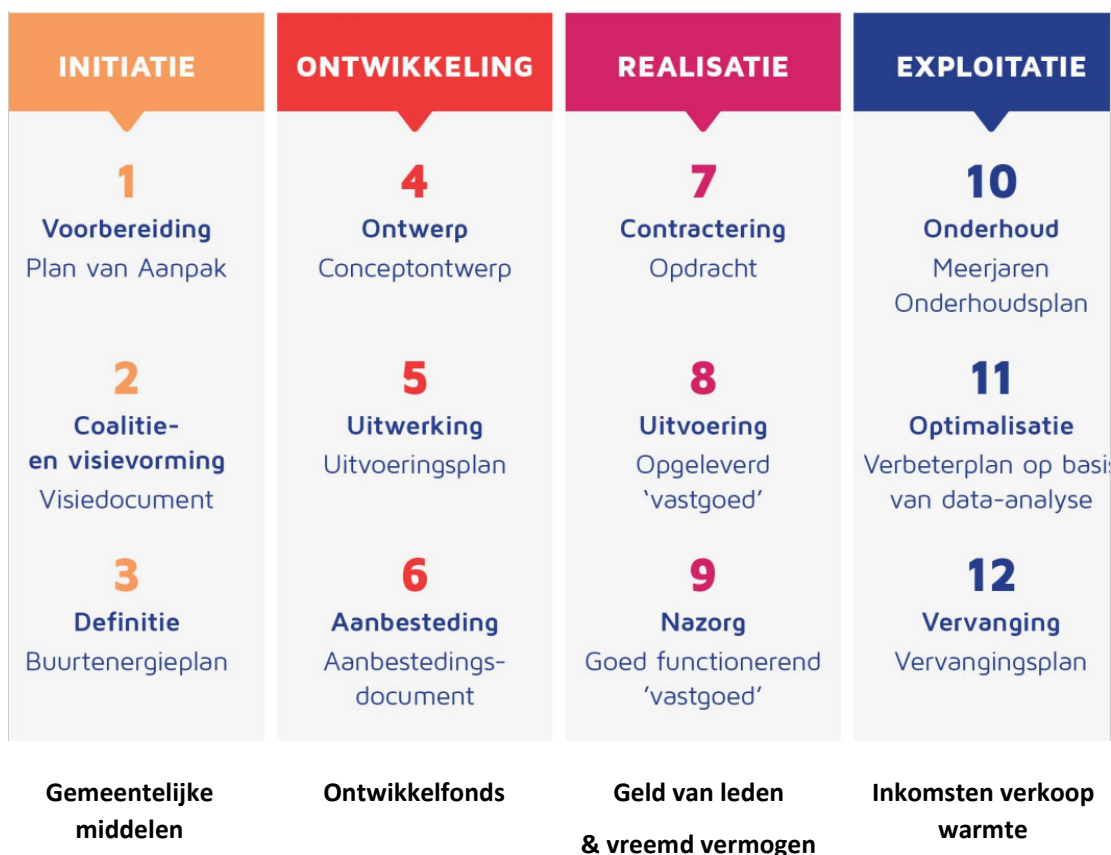 INITIATIE
1
Voorbereiding
Plan van Aanpak
2
Coalitie-
en visievorming
Visiedocument
3
Definitie
Buurtenergieplan
Gemeentelijke
middelen
ONTWIKKELING
4
Ontwerp
Conceptontwerp
5
Uitwerking
Uitvoeringsplan
6
Aanbesteding
Aanbestedings-
document
Ontwikkelfonds
REALISATIE
7
Contractering
Opdracht
8
Uitvoering
Opgeleverd
‘vastgoed’
9
Nazorg
Goed functionerend
’vastgoed’
Geld van leden
& vreemd vermogen
EXPLOITATIE
10
Onderhoud
Meerjaren
Onderhoudsplan
11
Optimalisatie
Verbeterplan op basis
van data-analyse
12
Vervanging
Vervangingsplan
Inkomsten verkoop
warmte